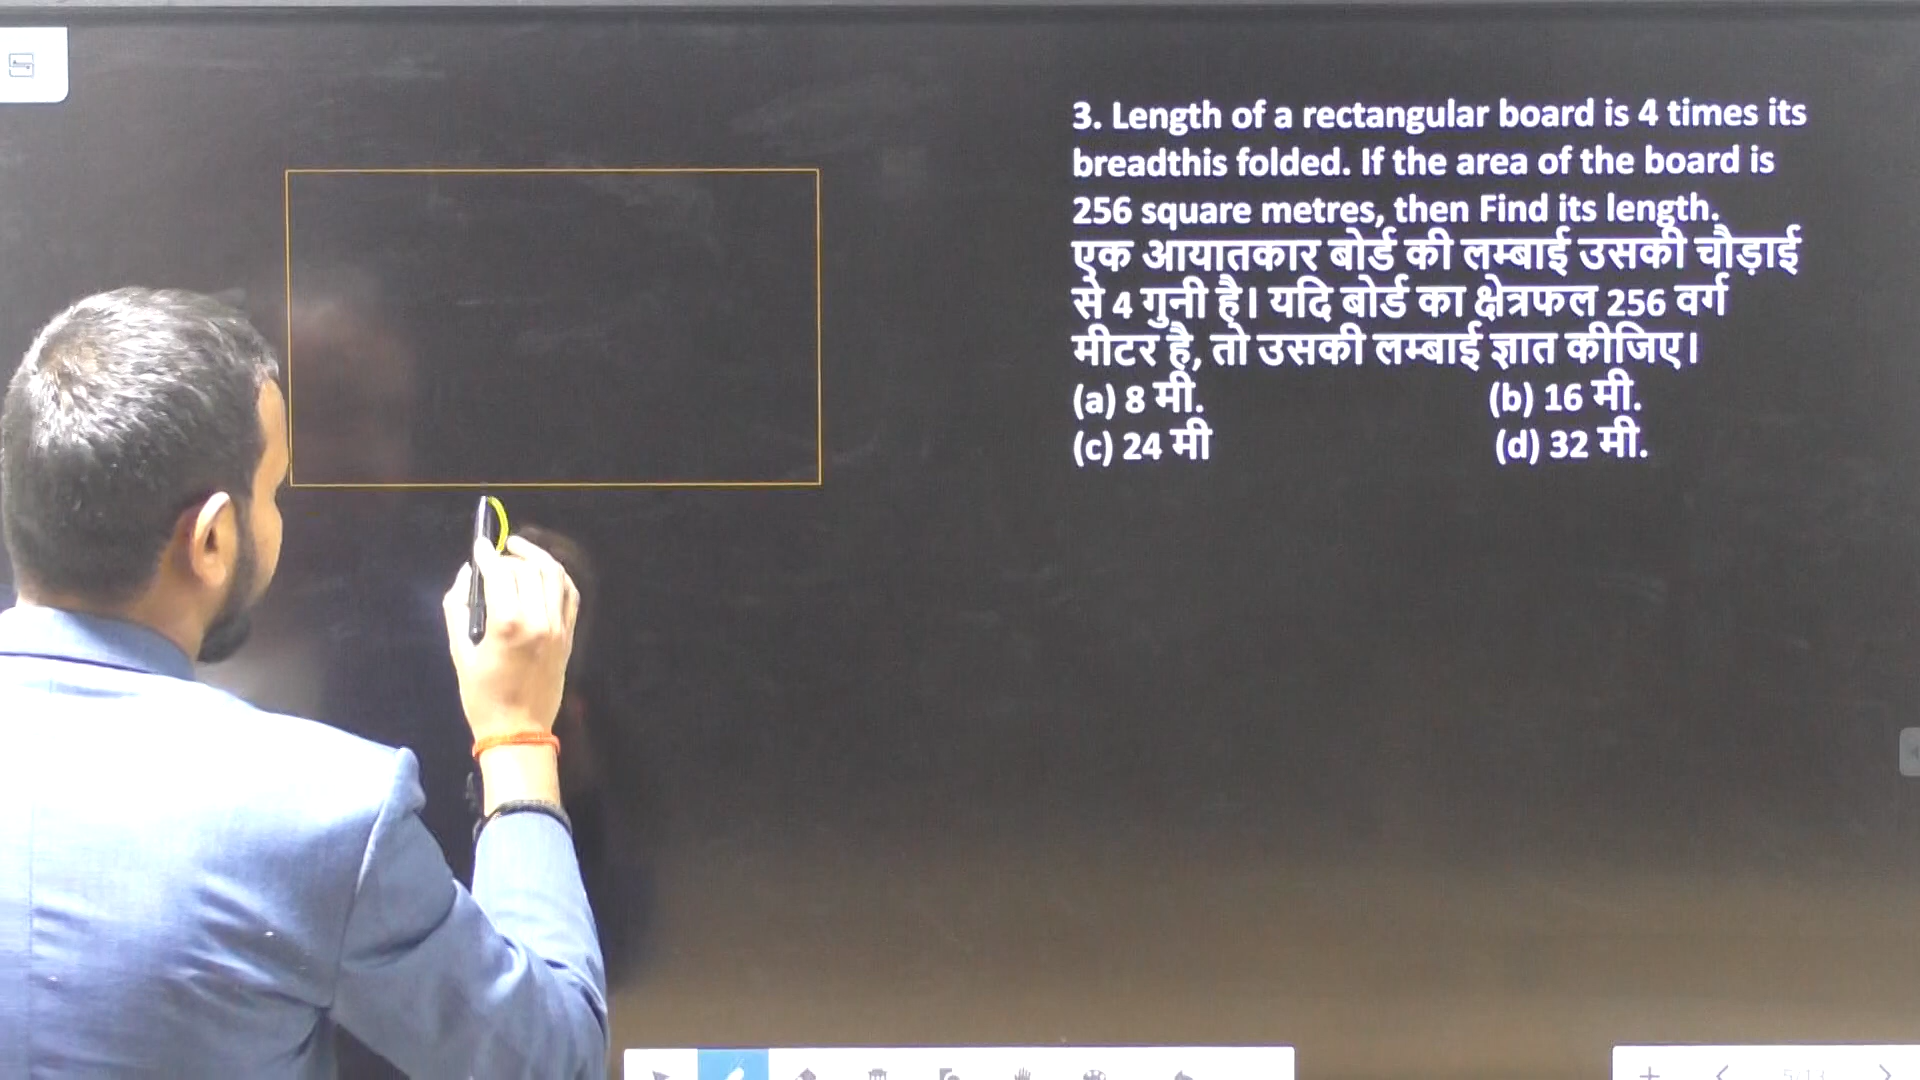 3. Length of a rectangular board is 4 times its
breadthis folded. If the area of the board is
256 square metres, then Find its length.
एक आयातकार बोर्ड की लम्बाई उसकी चौड़ाई
से 4 गुनी है। यदि बोर्ड का क्षेत्रफल 256 वर्ग
मीटर है, तो उसकी लम्बाई ज्ञात कीजिए।
(a) 8 मी. (b) 16 मी.
(c) 24 मी (d) 32 मी.